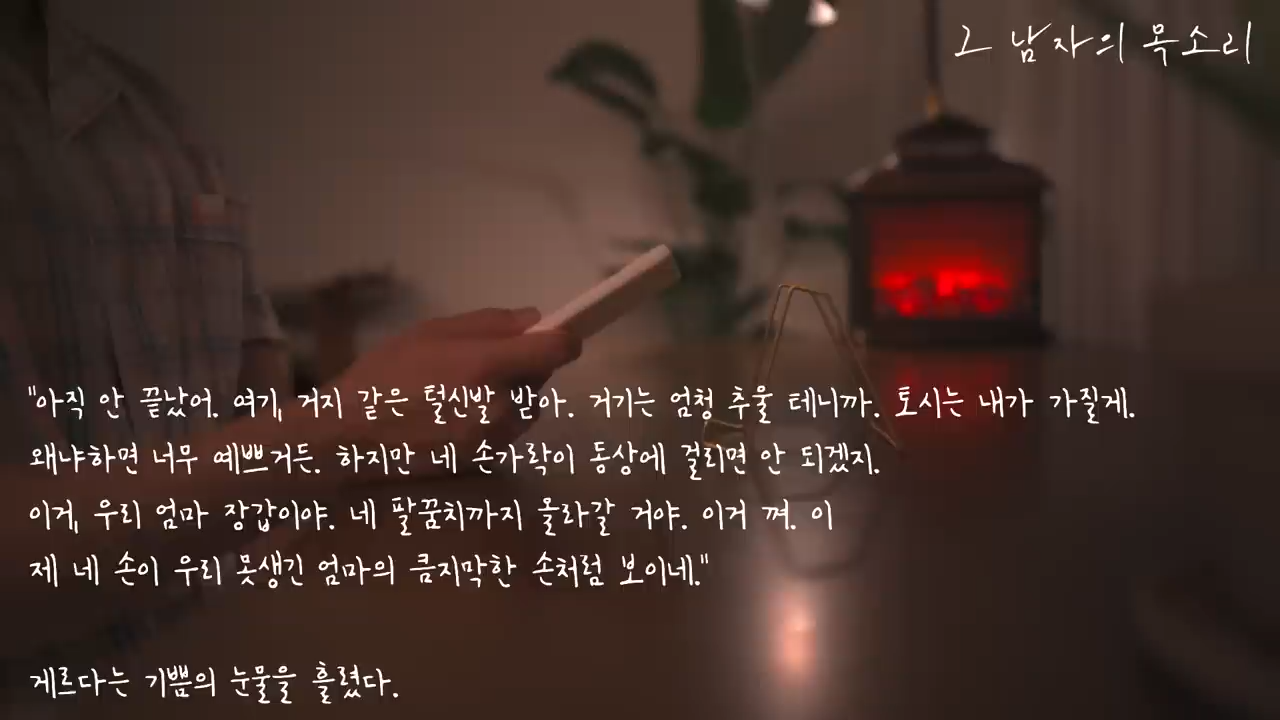 그 남자의 목소리
"아직 안 끝났어. 여기, 거지 같은 털신발 받아. 거기는 엄청 추울 테니까. 토시는 내가 가질게.
왜냐하면 너무 예쁘거든. 하지만 네 손가락이 동상에 걸리면 안 되겠지.
이거, 우리 엄마 장갑이야. 네 팔꿈치까지 올라갈 거야. 이거 껴. 이
제 네 손이 우리 못생긴 엄마의 큼지막한 손처럼 보이네."
게르다는 기쁨의 눈물을 흘렸다.